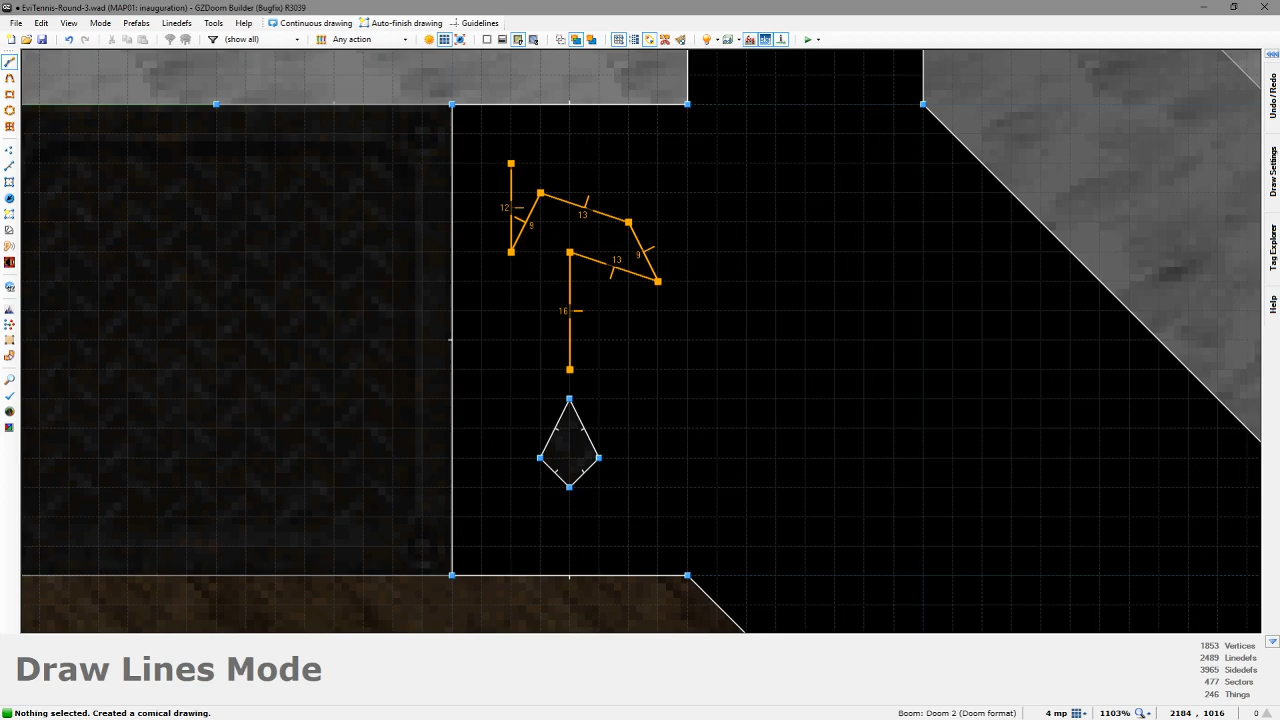 EviTennis-Round-3.wad (MAP01: inauguration) - GZDoom Builder (Bugfix) R3039
File Edit View Mode Prefabs Linedefs Sectors Tools Help Continuous drawing Auto-finish drawing Guidelines
(show all) Any action
Undo / Redo
Draw Settings
Tag Explorer
Help
12
9
13
9
13
16
Draw Lines Mode
1853 Vertices
2489 Linedefs
3965 Sidedefs
477 Sectors
246 Things
Nothing selected. Created a comical drawing.
Boom: Doom 2 (Doom format) 4 mp 1103% 2184 , 1016 0